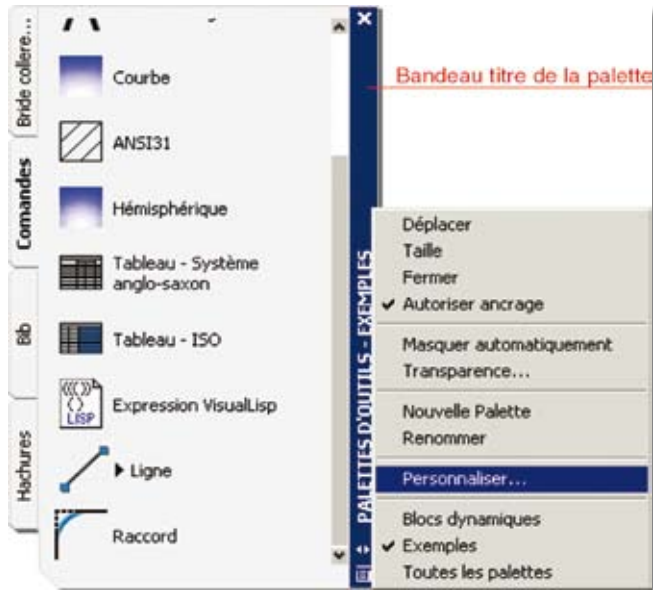 Bride collere...
Comandes
Bib
Hachures
Courbe
ANSI31
Hémisphérique
Tableau - Système
anglo-saxon
Tableau - ISO
LISP
Expression VisualLisp
Ligne
Raccord
PALETTES D'OUTILS - EXEMPLES
Bandeau titre de la palette
Déplacer
Taille
Fermer
Autoriser ancrage
Masquer automatiquement
Transparence...
Nouvelle Palette
Renommer
Personnaliser...
Blocs dynamiques
Exemples
Toutes les palettes